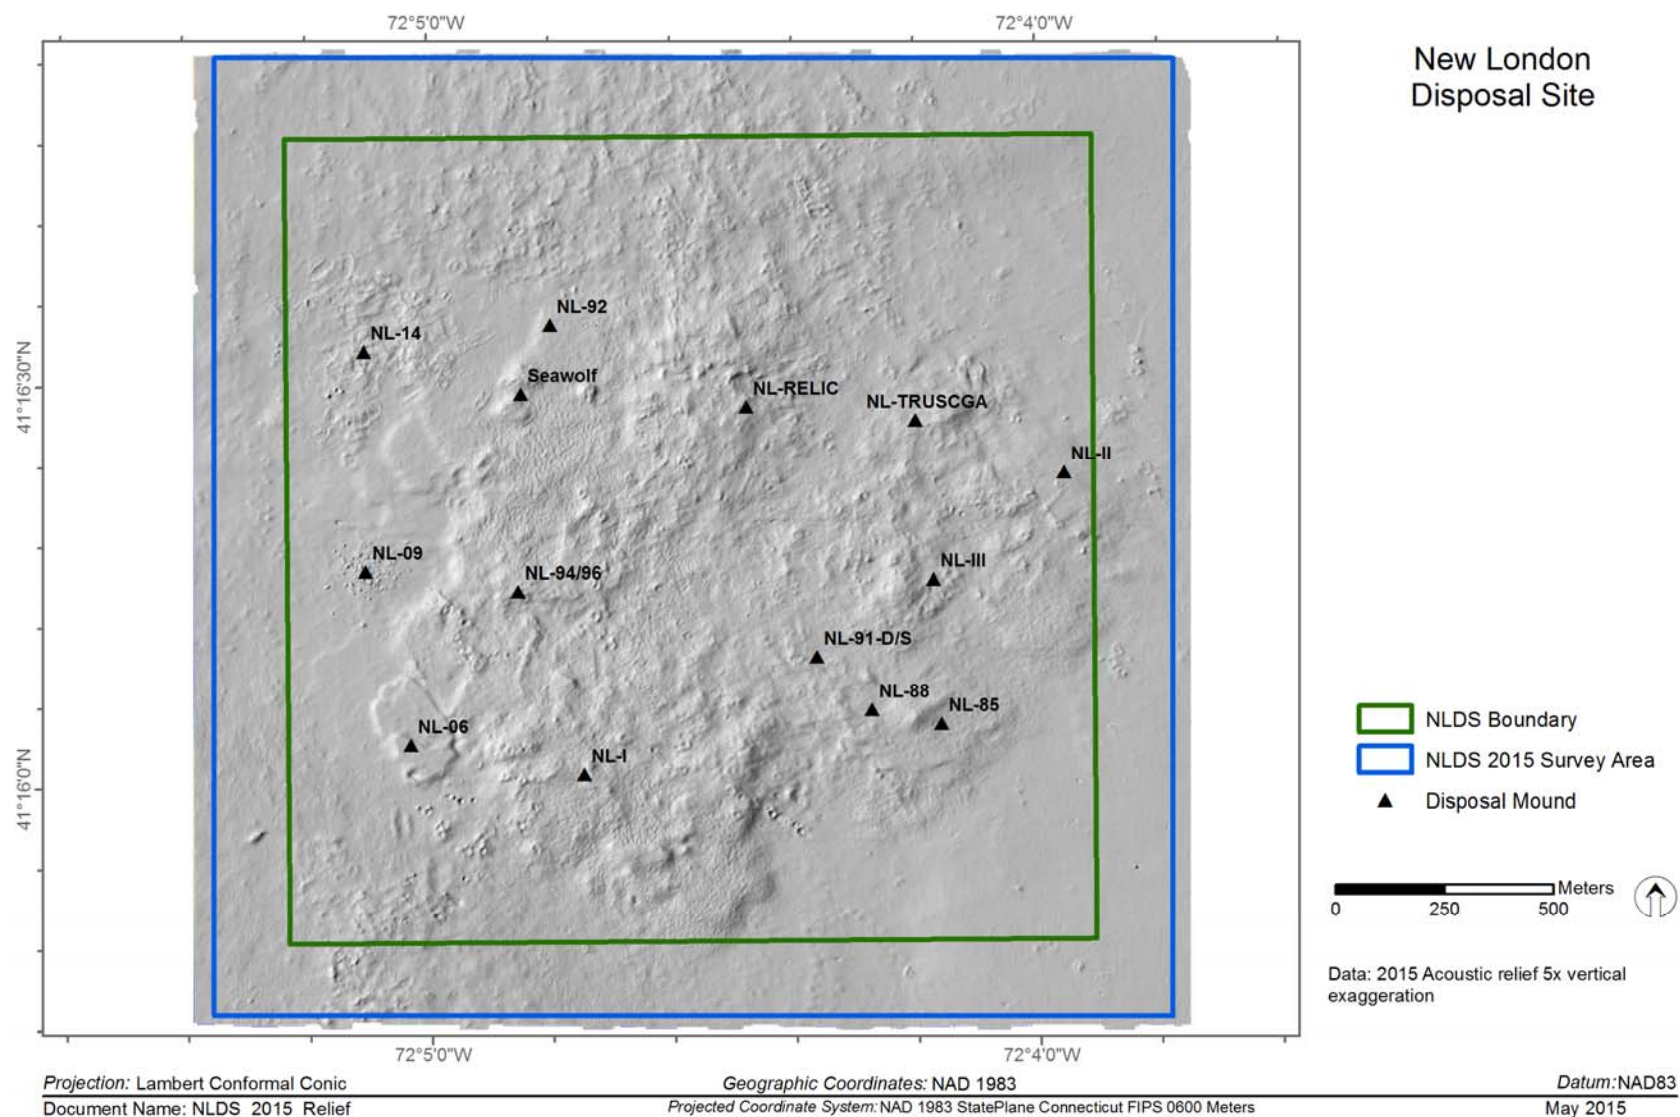 72°5'0"W
72°4'0"W
New London
Disposal Site
NL-92
NL-14
41°16'30"N
Seawolf
NL-RELIC
NL-TRUSCGA
NL-II
NL-09
NL-94/96
NL-III
NL-91-D/S
NL-88
NL-85
NL-06
NL-I
41°16'0"N
NLDS Boundary
NLDS 2015 Survey Area
Disposal Mound
Meters
0 250 500
Data: 2015 Acoustic relief 5x vertical
exaggeration
72°5'0"W
72°4'0"W
Projection: Lambert Conformal Conic
Geographic Coordinates: NAD 1983
Datum:NAD83
Document Name: NLDS_2015_Relief
Projected Coordinate System:NAD 1983 StatePlane Connecticut FIPS 0600 Meters
May 2015